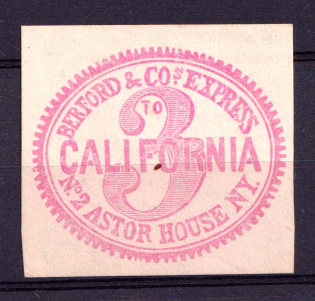 BERFORD & CO.S EXPRESS
TO
3
CALIFORNIA
No 2 ASTOR HOUSE N.Y.